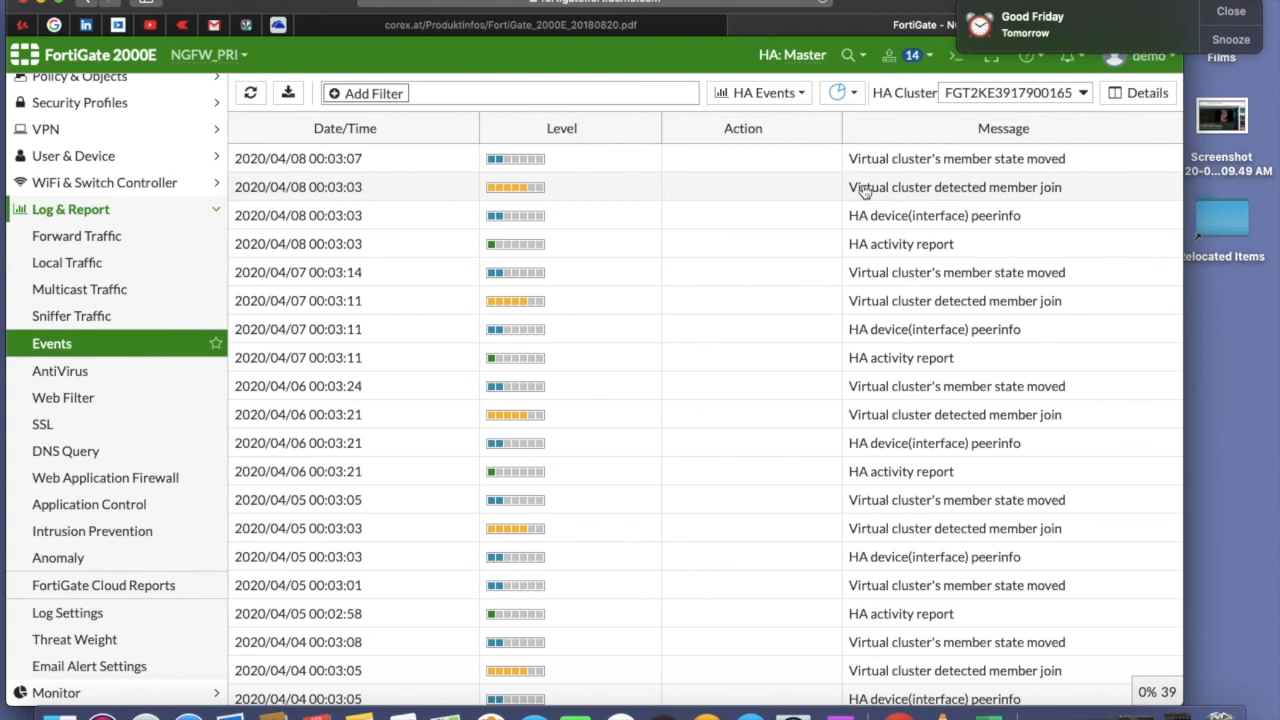 corex.at/Produktinfos/FortiGate_2000E_20180820.pdf
Good Friday
Tomorrow
Close
Snooze
FortiGate 2000E
NGFW_PRI
HA: Master
14
demo
Films
Policy & Objects
Security Profiles
VPN
User & Device
WiFi & Switch Controller
Log & Report
Forward Traffic
Local Traffic
Multicast Traffic
Sniffer Traffic
Events
AntiVirus
Web Filter
SSL
DNS Query
Web Application Firewall
Application Control
Intrusion Prevention
Anomaly
FortiGate Cloud Reports
Log Settings
Threat Weight
Email Alert Settings
Monitor
Add Filter
HA Events
HA Cluster
FGT2KE3917900165
Details
Date/Time Level Action Message
2020/04/08 00:03:07 Virtual cluster's member state moved
2020/04/08 00:03:03 Virtual cluster detected member join
2020/04/08 00:03:03 HA device(interface) peerinfo
2020/04/08 00:03:03 HA activity report
2020/04/07 00:03:14 Virtual cluster's member state moved
2020/04/07 00:03:11 Virtual cluster detected member join
2020/04/07 00:03:11 HA device(interface) peerinfo
2020/04/07 00:03:11 HA activity report
2020/04/06 00:03:24 Virtual cluster's member state moved
2020/04/06 00:03:21 Virtual cluster detected member join
2020/04/06 00:03:21 HA device(interface) peerinfo
2020/04/06 00:03:21 HA activity report
2020/04/05 00:03:05 Virtual cluster's member state moved
2020/04/05 00:03:03 Virtual cluster detected member join
2020/04/05 00:03:03 HA device(interface) peerinfo
2020/04/05 00:03:01 Virtual cluster's member state moved
2020/04/05 00:02:58 HA activity report
2020/04/04 00:03:08 Virtual cluster's member state moved
2020/04/04 00:03:05 Virtual cluster detected member join
2020/04/04 00:03:05 HA device(interface) peerinfo
0% 39
Screenshot
20-0...09.49 AM
elocated Items